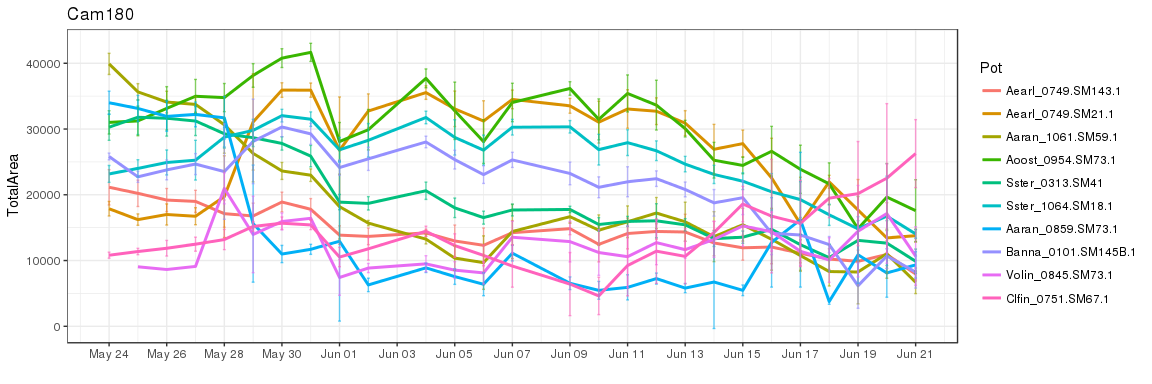 Cam180
TotalArea
40000
30000
20000
10000
0
May 24 May 26 May 28 May 30 Jun 01 Jun 03 Jun 05 Jun 07 Jun 09 Jun 11 Jun 13 Jun 15 Jun 17 Jun 19 Jun 21
Pot
Aearl_0749.SM143.1
Aearl_0749.SM21.1
Aaran_1061.SM59.1
Aoost_0954.SM73.1
Sster_0313.SM41
Sster_1064.SM18.1
Aaran_0859.SM73.1
Banna_0101.SM145B.1
Volin_0845.SM73.1
Clfin_0751.SM67.1